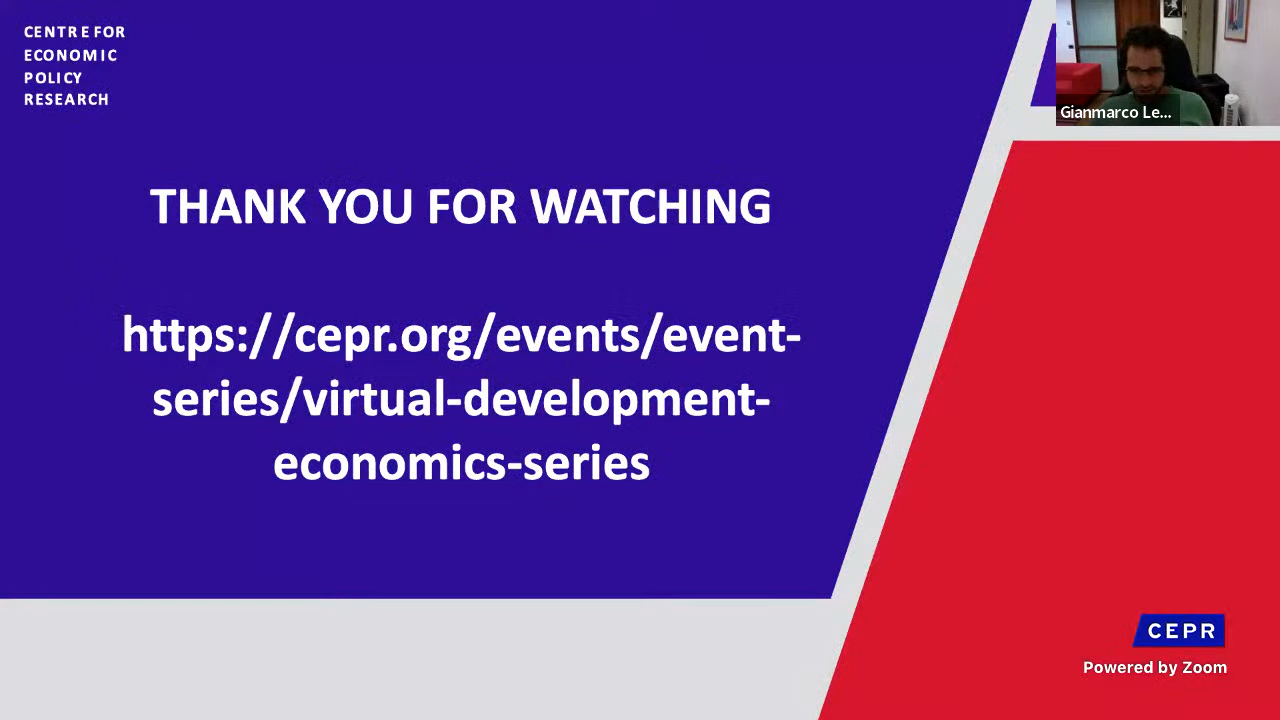 CENTRE FOR
ECONOMIC
POLICY
RESEARCH
Gianmarco Le...
THANK YOU FOR WATCHING
https://cepr.org/events/event-
series/virtual-development-
economics-series
CEPR
Powered by Zoom